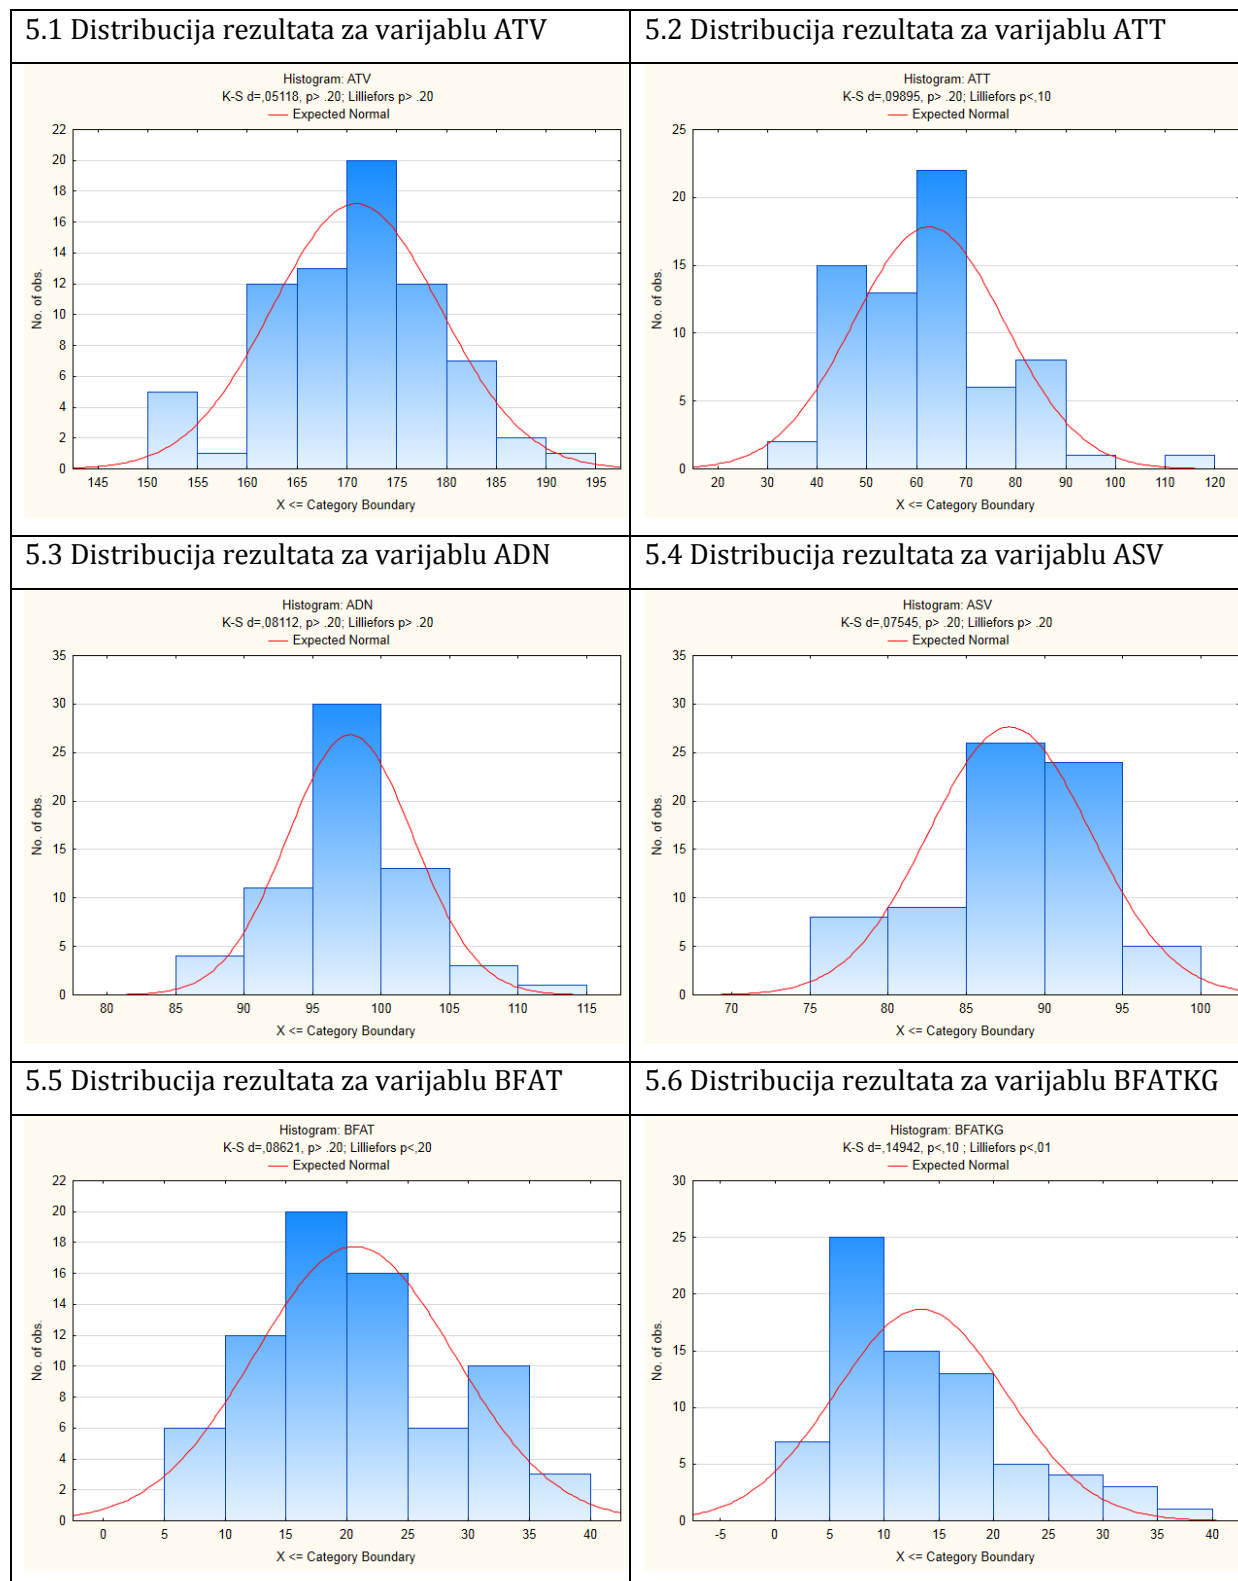 5.1 Distribucija rezultata za varijablu ATV
5.2 Distribucija rezultata za varijablu ATT
Histogram: ATV
K-S d=,05118, p> .20; Lilliefors p> .20
Expected Normal
22
20
18
16
14
12
10
8
6
4
2
0
No. of obs.
145 150 155 160 165 170 175 180 185 190 195
X <= Category Boundary
Histogram: ATT
K-S d=,09895, p> .20; Lilliefors p<,10
Expected Normal
25
20
15
10
5
0
No. of obs.
20 30 40 50 60 70 80 90 100 110 120
X <= Category Boundary
5.3 Distribucija rezultata za varijablu ADN
5.4 Distribucija rezultata za varijablu ASV
Histogram: ADN
K-S d=,08112, p> .20; Lilliefors p> .20
Expected Normal
35
30
25
20
15
10
5
0
No. of obs.
80 85 90 95 100 105 110 115
X <= Category Boundary
Histogram: ASV
K-S d=,07545, p> .20; Lilliefors p> .20
Expected Normal
35
30
25
20
15
10
5
0
No. of obs.
70 75 80 85 90 95 100
X <= Category Boundary
5.5 Distribucija rezultata za varijablu BFAT
5.6 Distribucija rezultata za varijablu BFATKG
Histogram: BFAT
K-S d=,08621, p> .20; Lilliefors p<,20
Expected Normal
22
20
18
16
14
12
10
8
6
4
2
0
No. of obs.
0 5 10 15 20 25 30 35 40
X <= Category Boundary
Histogram: BFATKG
K-S d=,14942, p<,10 ; Lilliefors p<,01
Expected Normal
30
25
20
15
10
5
0
No. of obs.
-5 0 5 10 15 20 25 30 35 40
X <= Category Boundary